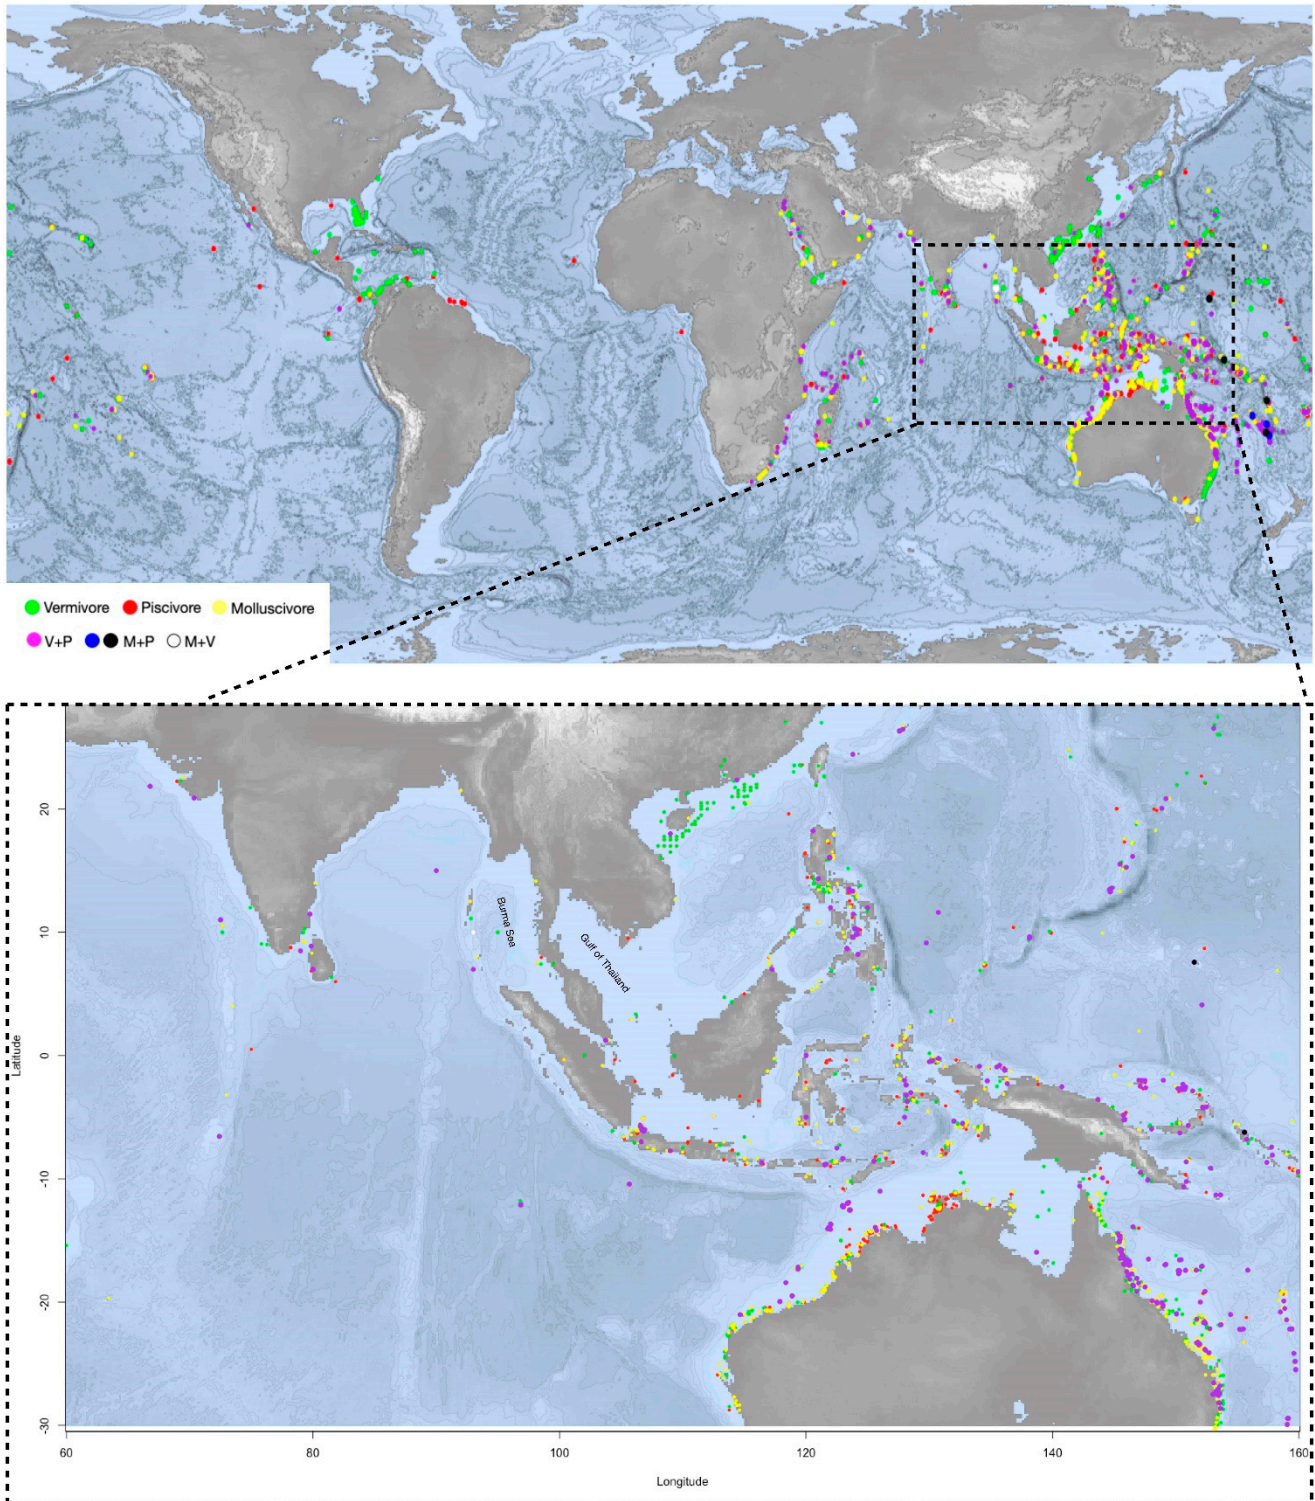 Vermivore Piscivore Molluscivore
V+P M+P M+V
Burma Sea
Gulf of Thailand
Latitude
20
10
0
-10
-20
-30
60 80 100 120 140 160
Longitude